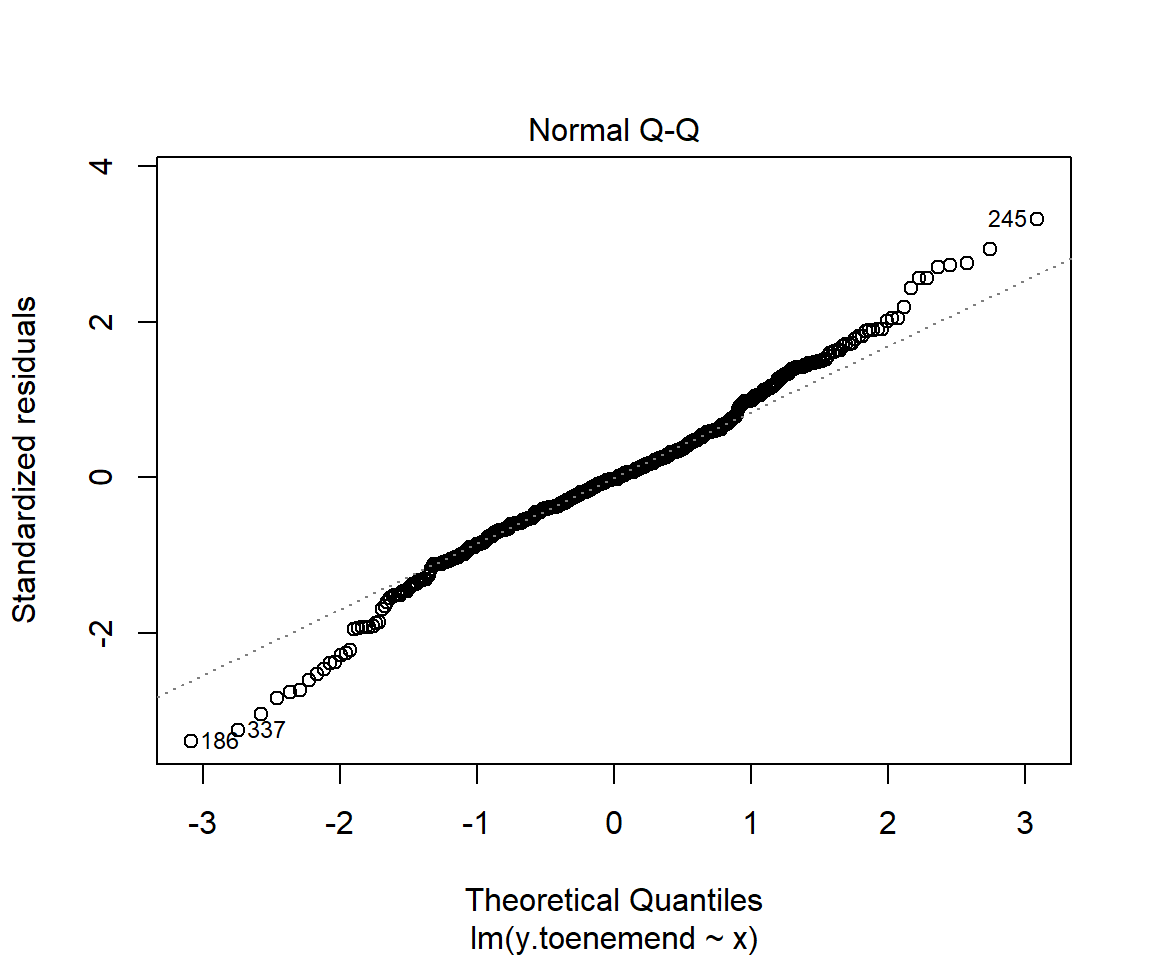 Normal Q-Q
Standardized residuals
4
2
0
-2
245
186
337
-3 -2 -1 0 1 2 3
Theoretical Quantiles
lm(y.toenemend ~ x)